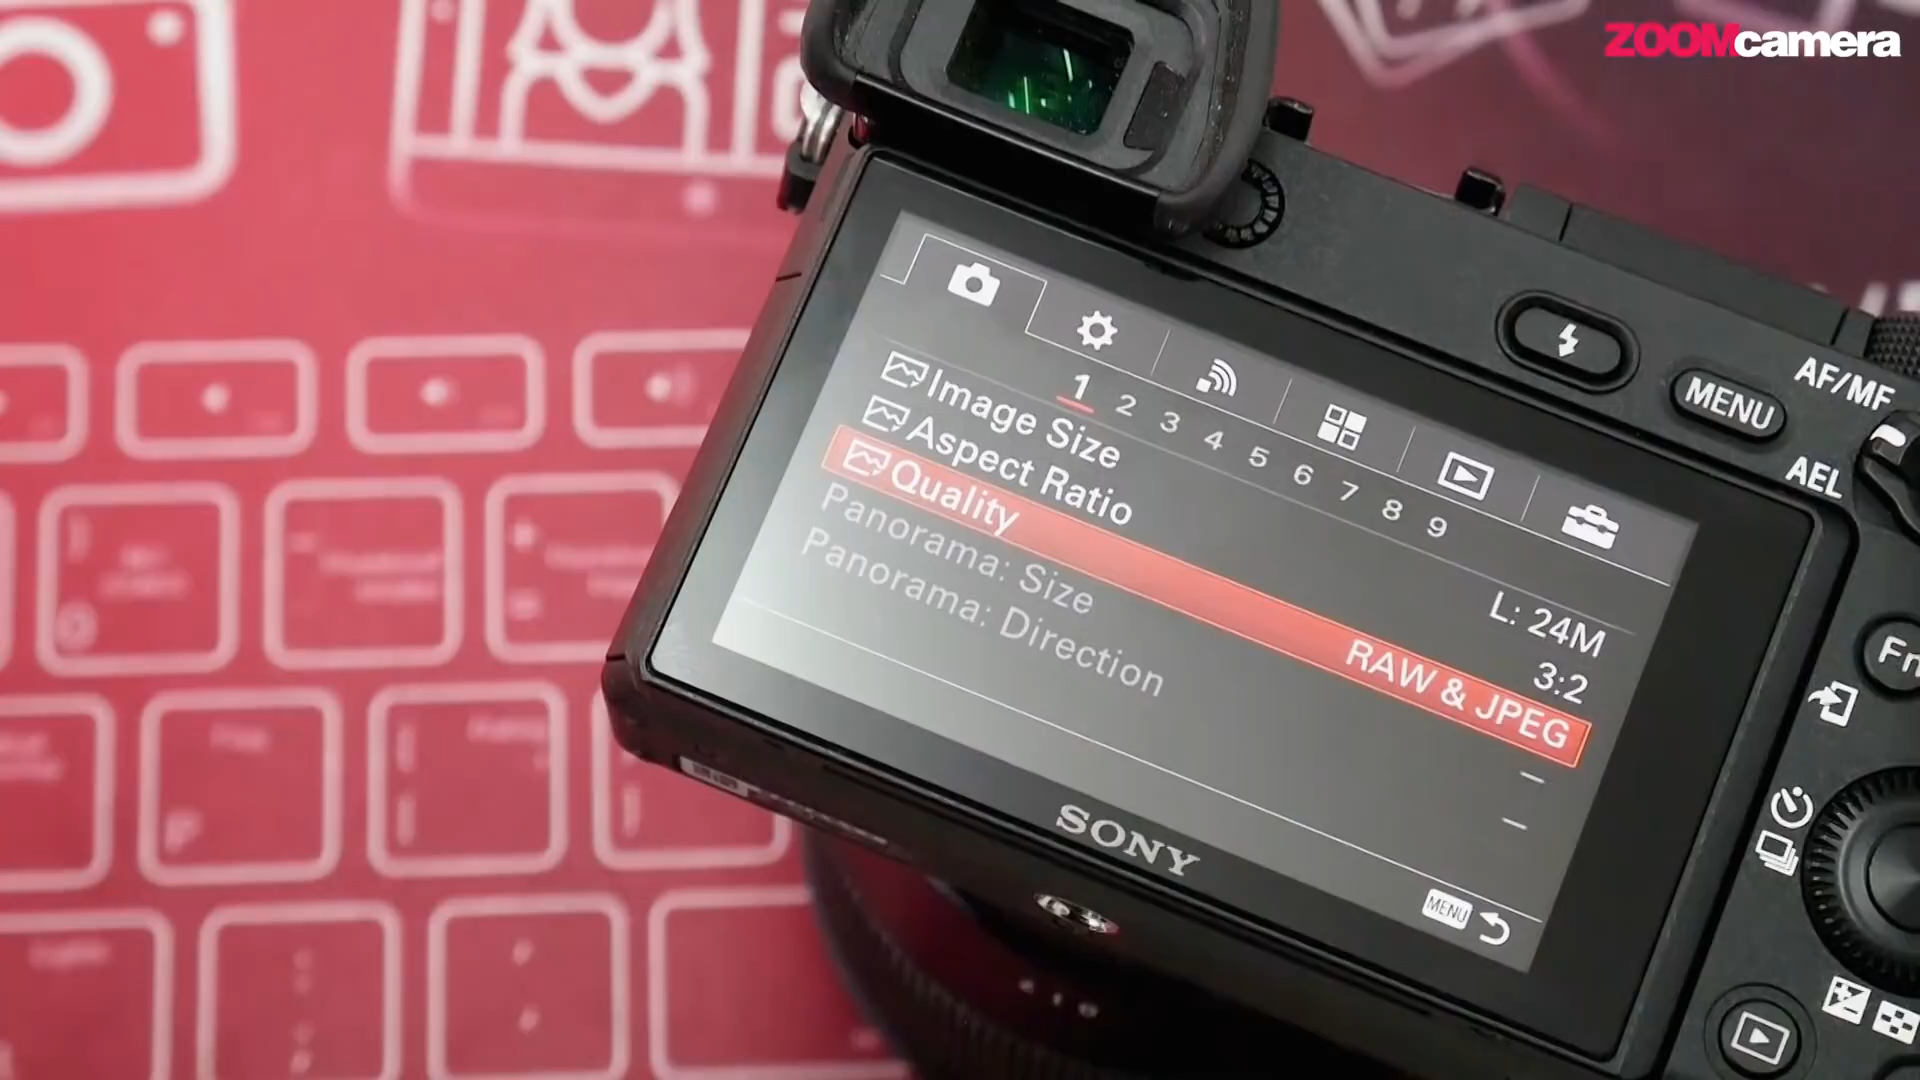 ZOOMcamera
1 2 3 4 5 6 7 8 9
Image Size L: 24M
Aspect Ratio 3:2
Quality RAW & JPEG
Panorama: Size –
Panorama: Direction –
MENU
SONY
MENU
AF/MF
AEL
Fn